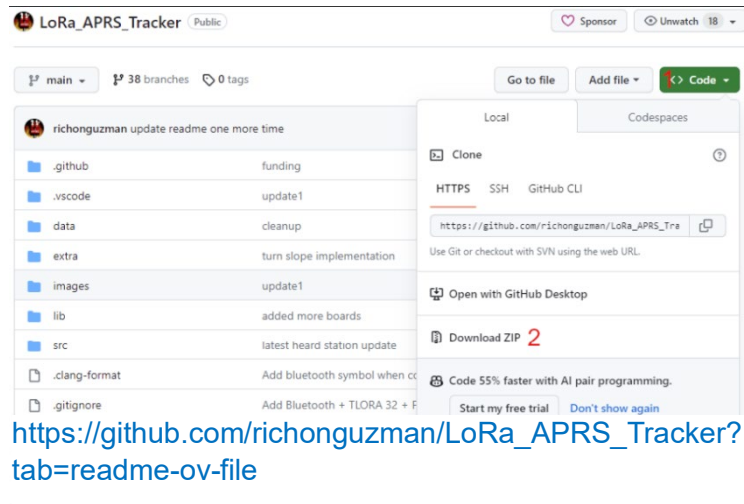 LoRa_APRS_Tracker Public
Sponsor
Unwatch 18
main
38 branches
0 tags
Go to file
Add file
1 <> Code
richonguzman update readme one more time
.github funding
.vscode update1
data cleanup
extra turn slope implementation
images update1
lib added more boards
src latest heard station update
.clang-format Add bluetooth symbol when co
.gitignore Add Bluetooth + TLORA 32 + F
Local
Codespaces
Clone
HTTPS SSH GitHub CLI
https://github.com/richonguzman/LoRa_APRS_Tra
Use Git or checkout with SVN using the web URL.
Open with GitHub Desktop
Download ZIP 2
Code 55% faster with AI pair programming.
Start my free trial Don't show again
https://github.com/richonguzman/LoRa_APRS_Tracker?
tab=readme-ov-file